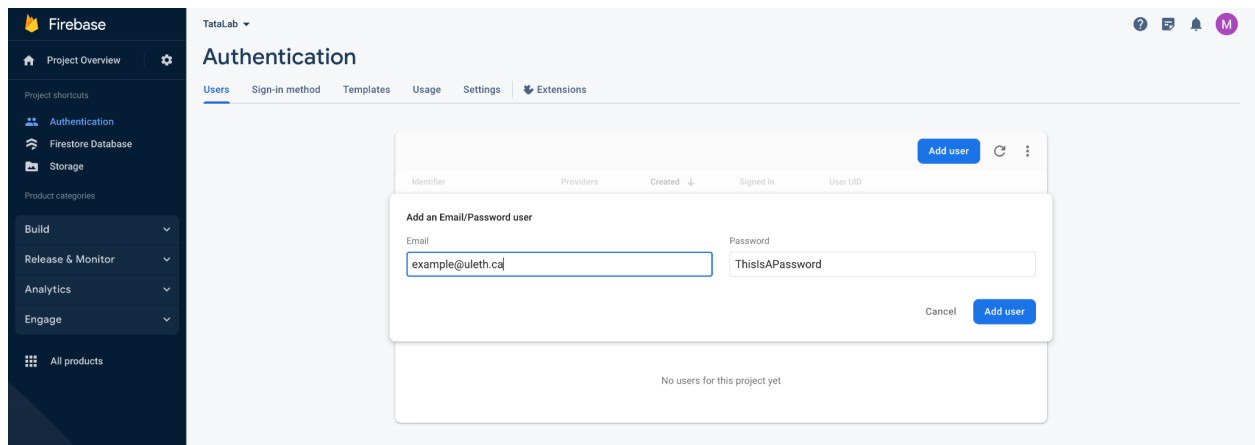 Firebase
Project Overview
Project shortcuts
Authentication
Firestore Database
Storage
Product categories
Build
Release & Monitor
Analytics
Engage
All products
TataLab
M
Authentication
Users Sign-in method Templates Usage Settings Extensions
Add user
Identifier Providers Created Signed In User UID
Add an Email/Password user
Email Password
example@uleth.ca ThisIsAPassword
Cancel Add user
No users for this project yet